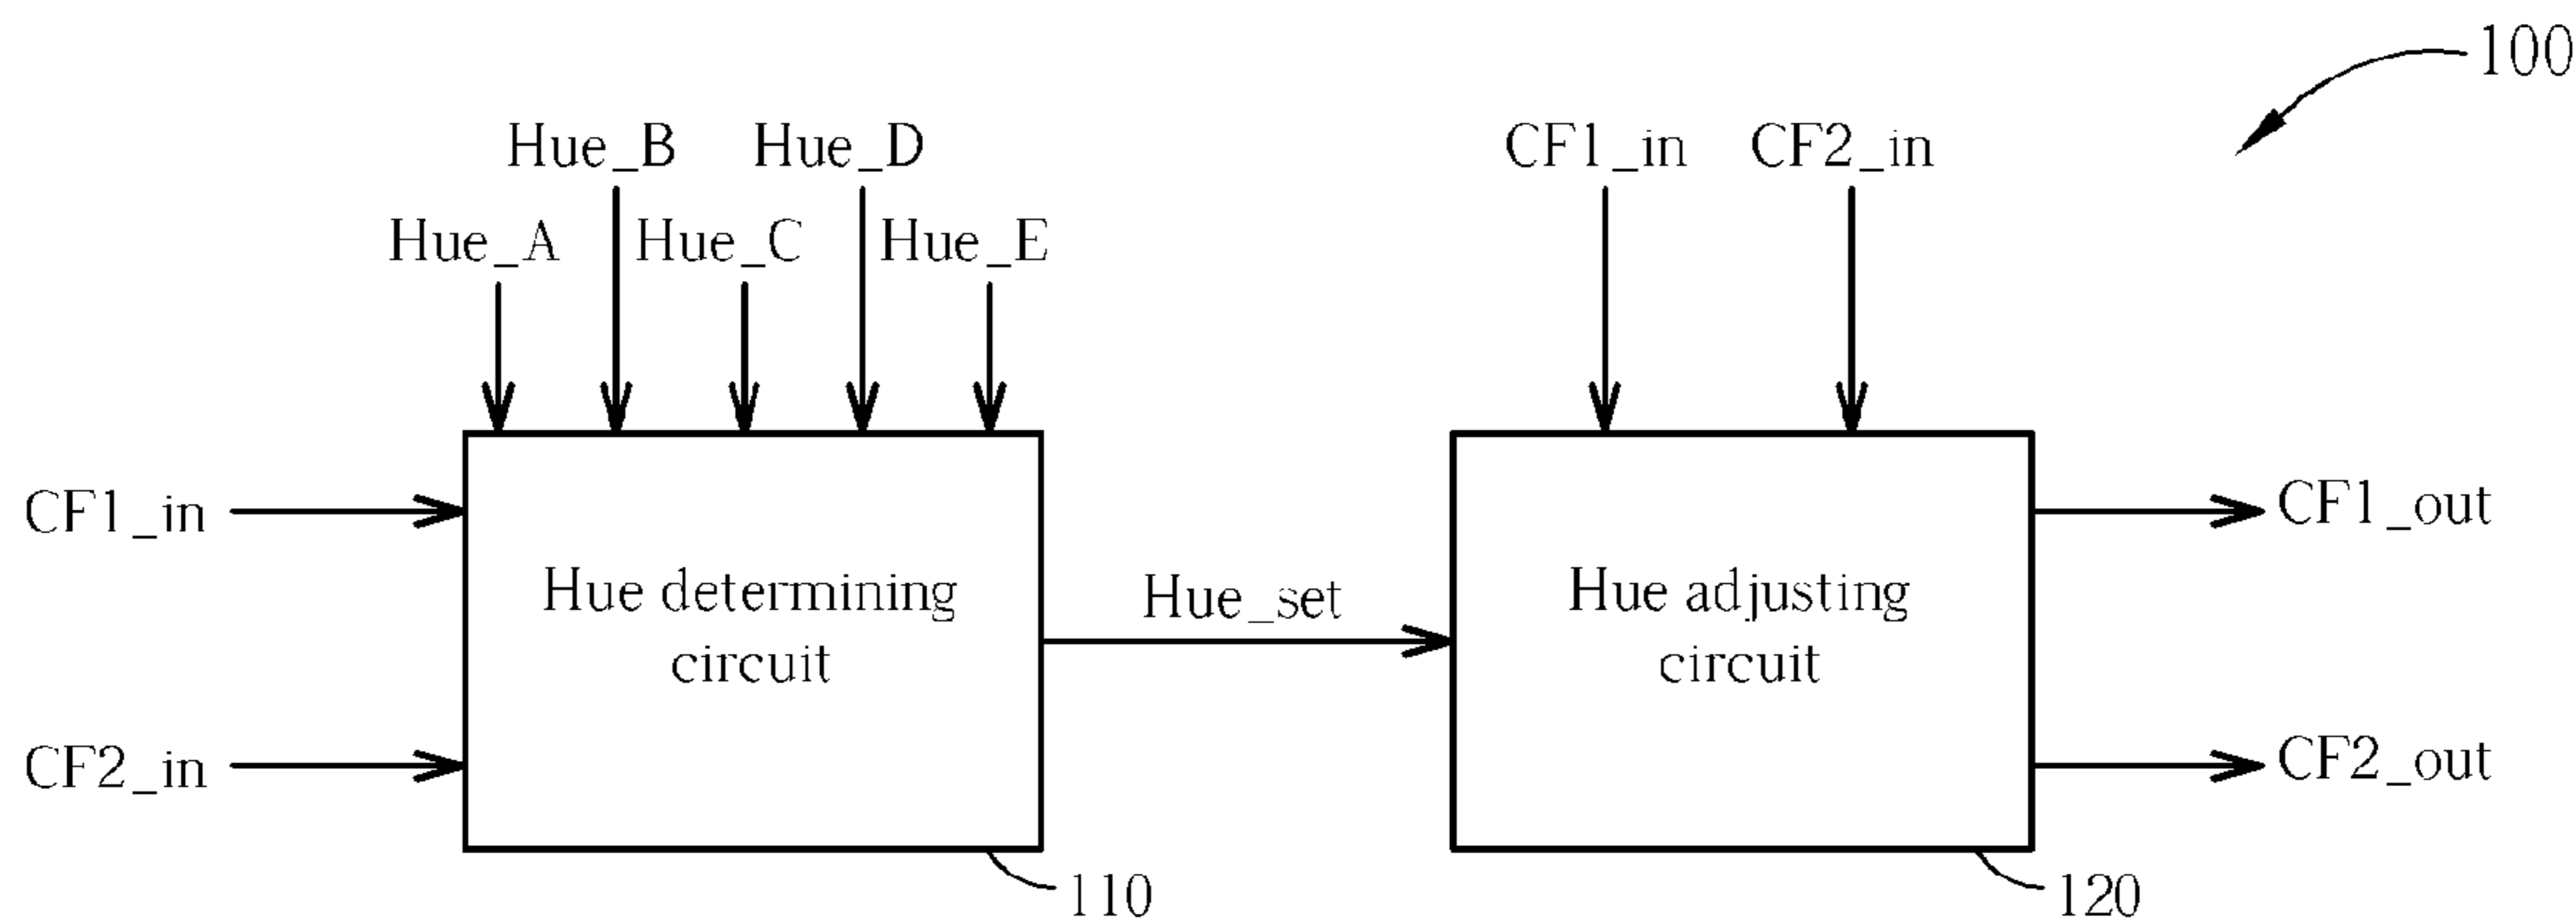 100
Hue_B Hue_D
CF1_in CF2_in
Hue_A Hue_C Hue_E
CF1_in
CF2_in
Hue determining
circuit
Hue_set
Hue adjusting
circuit
CF1_out
CF2_out
110
120